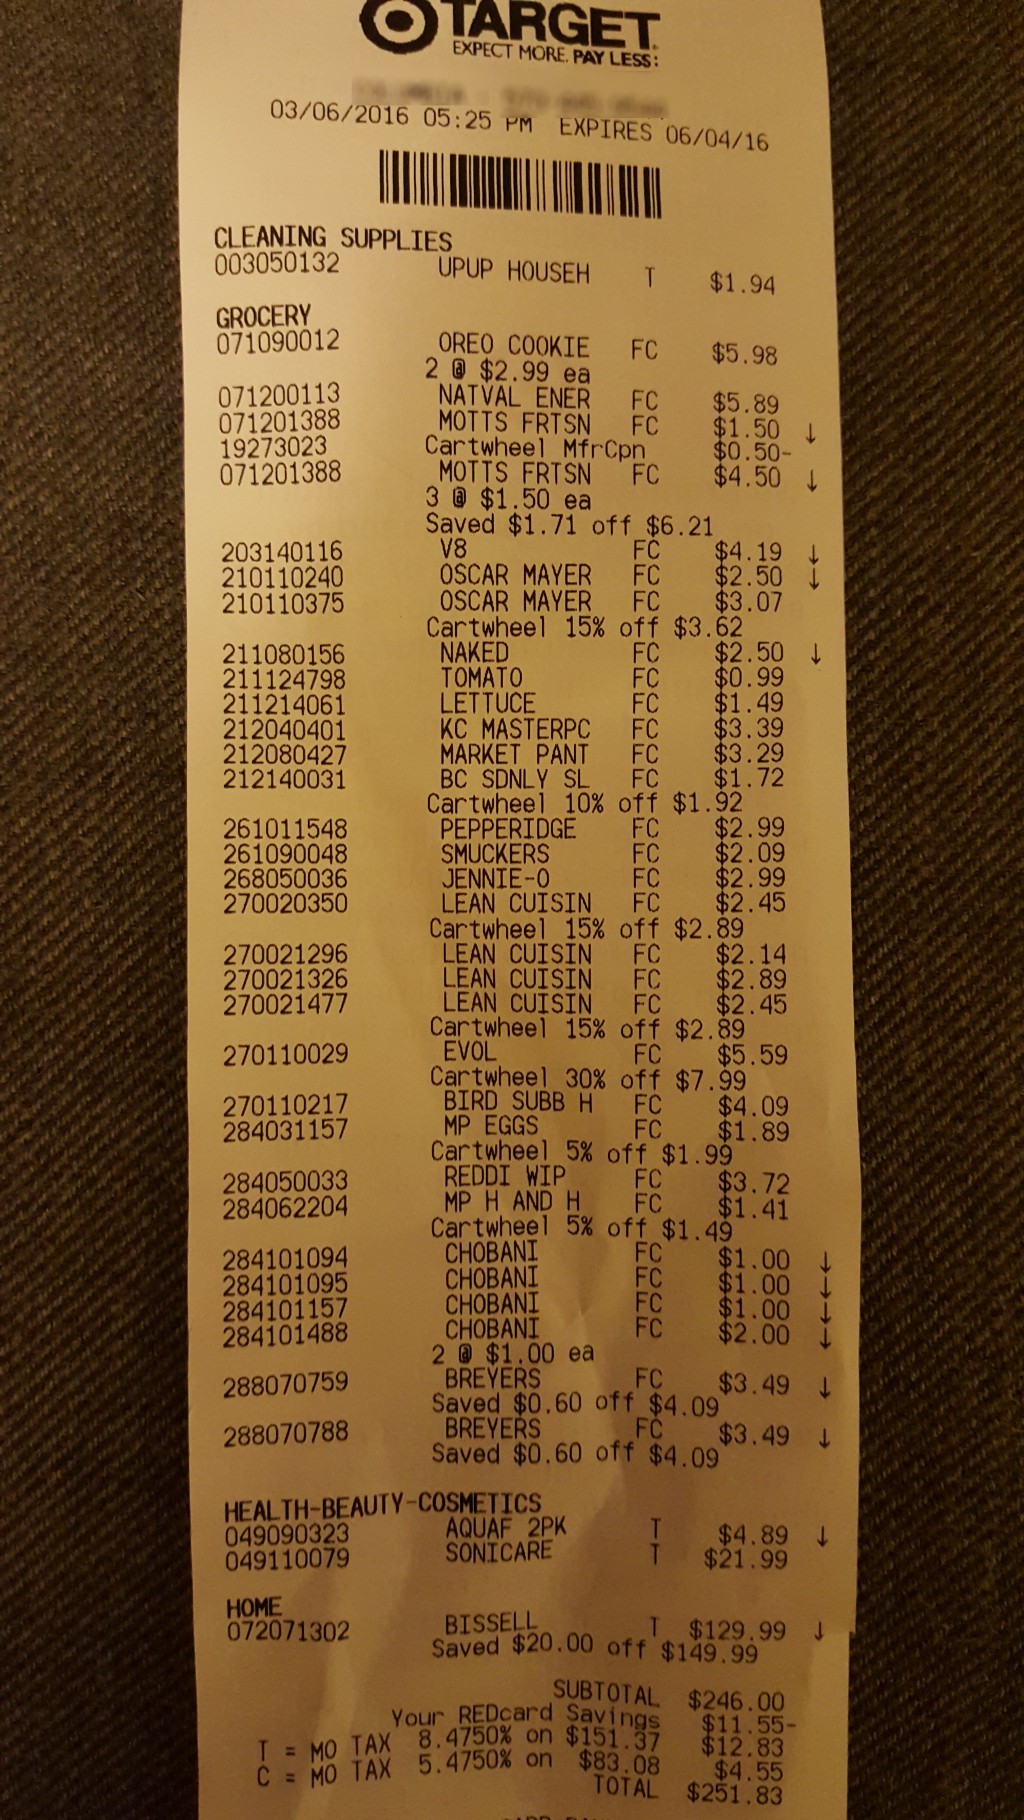 TARGET
EXPECT MORE. PAY LESS:
03/06/2016 05:25 PM EXPIRES 06/04/16
CLEANING SUPPLIES
003050132 UPUP HOUSEH T $1.94
GROCERY
071090012 OREO COOKIE FC $5.98
2 @ $2.99 ea
071200113 NATVAL ENER FC $5.89
071201388 MOTTS FRTSN FC $1.50 ↓
19273023 Cartwheel MfrCpn $0.50-
071201388 MOTTS FRTSN FC $4.50 ↓
3 @ $1.50 ea
Saved $1.71 off $6.21
203140116 V8 FC $4.19 ↓
210110240 OSCAR MAYER FC $2.50 ↓
210110375 OSCAR MAYER FC $3.07
Cartwheel 15% off $3.62
211080156 NAKED FC $2.50 ↓
211124798 TOMATO FC $0.99
211214061 LETTUCE FC $1.49
212040401 KC MASTERPC FC $3.39
212080427 MARKET PANT FC $3.29
212140031 BC SDNLY SL FC $1.72
Cartwheel 10% off $1.92
261011548 PEPPERIDGE FC $2.99
261090048 SMUCKERS FC $2.09
268050036 JENNIE-O FC $2.99
270020350 LEAN CUISIN FC $2.45
Cartwheel 15% off $2.89
270021296 LEAN CUISIN FC $2.14
270021326 LEAN CUISIN FC $2.89
270021477 LEAN CUISIN FC $2.45
Cartwheel 15% off $2.89
270110029 EVOL FC $5.59
Cartwheel 30% off $7.99
270110217 BIRD SUBB H FC $4.09
284031157 MP EGGS FC $1.89
Cartwheel 5% off $1.99
284050033 REDDI WIP FC $3.72
284062204 MP H AND H FC $1.41
Cartwheel 5% off $1.49
284101094 CHOBANI FC $1.00 ↓
284101095 CHOBANI FC $1.00 ↓
284101157 CHOBANI FC $1.00 ↓
284101488 CHOBANI FC $2.00 ↓
2 @ $1.00 ea
288070759 BREYERS FC $3.49 ↓
Saved $0.60 off $4.09
288070788 BREYERS FC $3.49 ↓
Saved $0.60 off $4.09
HEALTH-BEAUTY-COSMETICS
049090323 AQUAF 2PK T $4.89 ↓
049110079 SONICARE T $21.99
HOME
072071302 BISSELL T $129.99 ↓
Saved $20.00 off $149.99
SUBTOTAL $246.00
Your REDcard Savings $11.55-
T = MO TAX 8.4750% on $151.37 $12.83
C = MO TAX 5.4750% on $83.08 $4.55
TOTAL $251.83